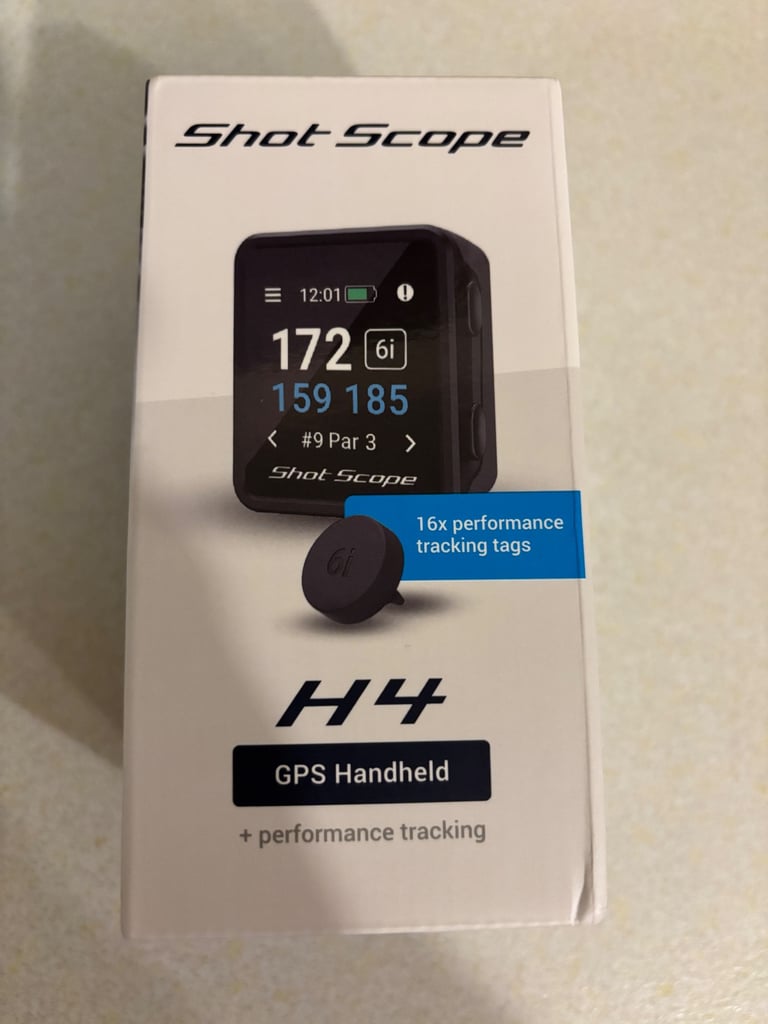 Shot Scope
12:01
172 6i
159 185
#9 Par 3
Shot Scope
16x performance
tracking tags
6i
H4
GPS Handheld
+ performance tracking